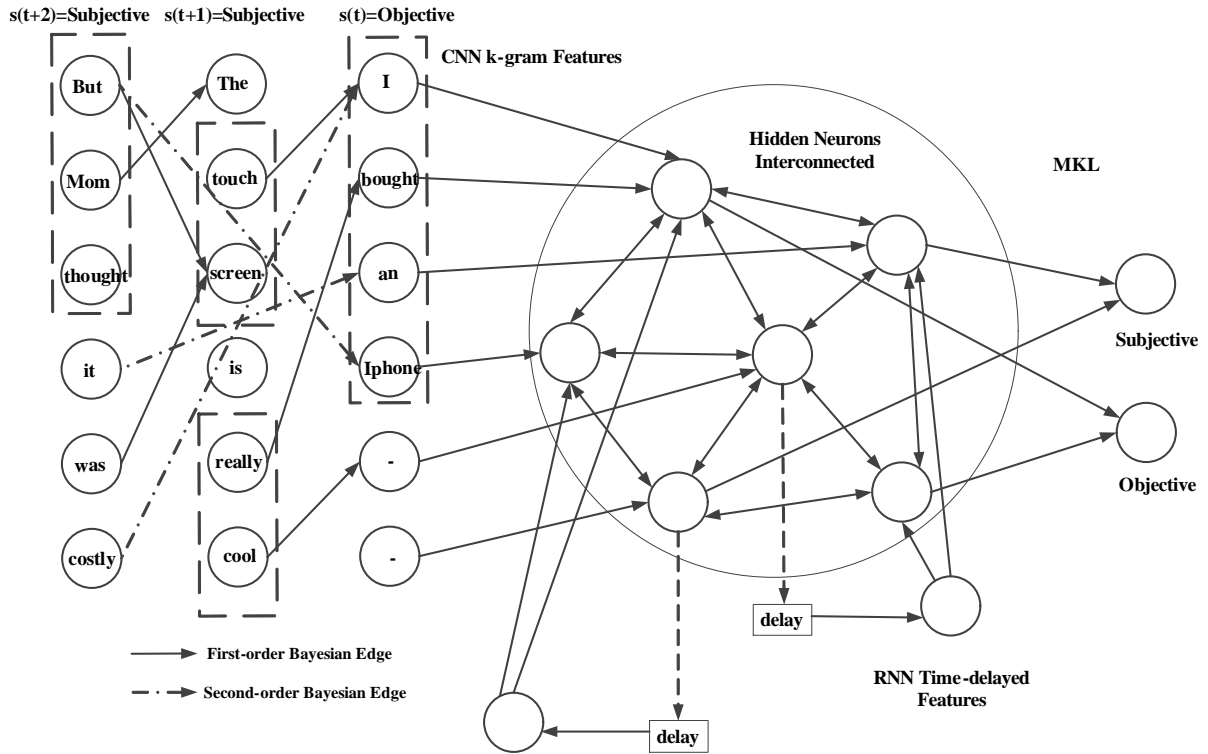 s(t+2)=Subjective
s(t+1)=Subjective
s(t)=Objective
CNN k-gram Features
But
The
I
Hidden Neurons
Interconnected
MKL
Mom
touch
bought
thought
screen
an
Subjective
it
is
Iphone
was
really
-
Objective
costly
cool
-
delay
First-order Bayesian Edge
Second-order Bayesian Edge
RNN Time-delayed
Features
delay